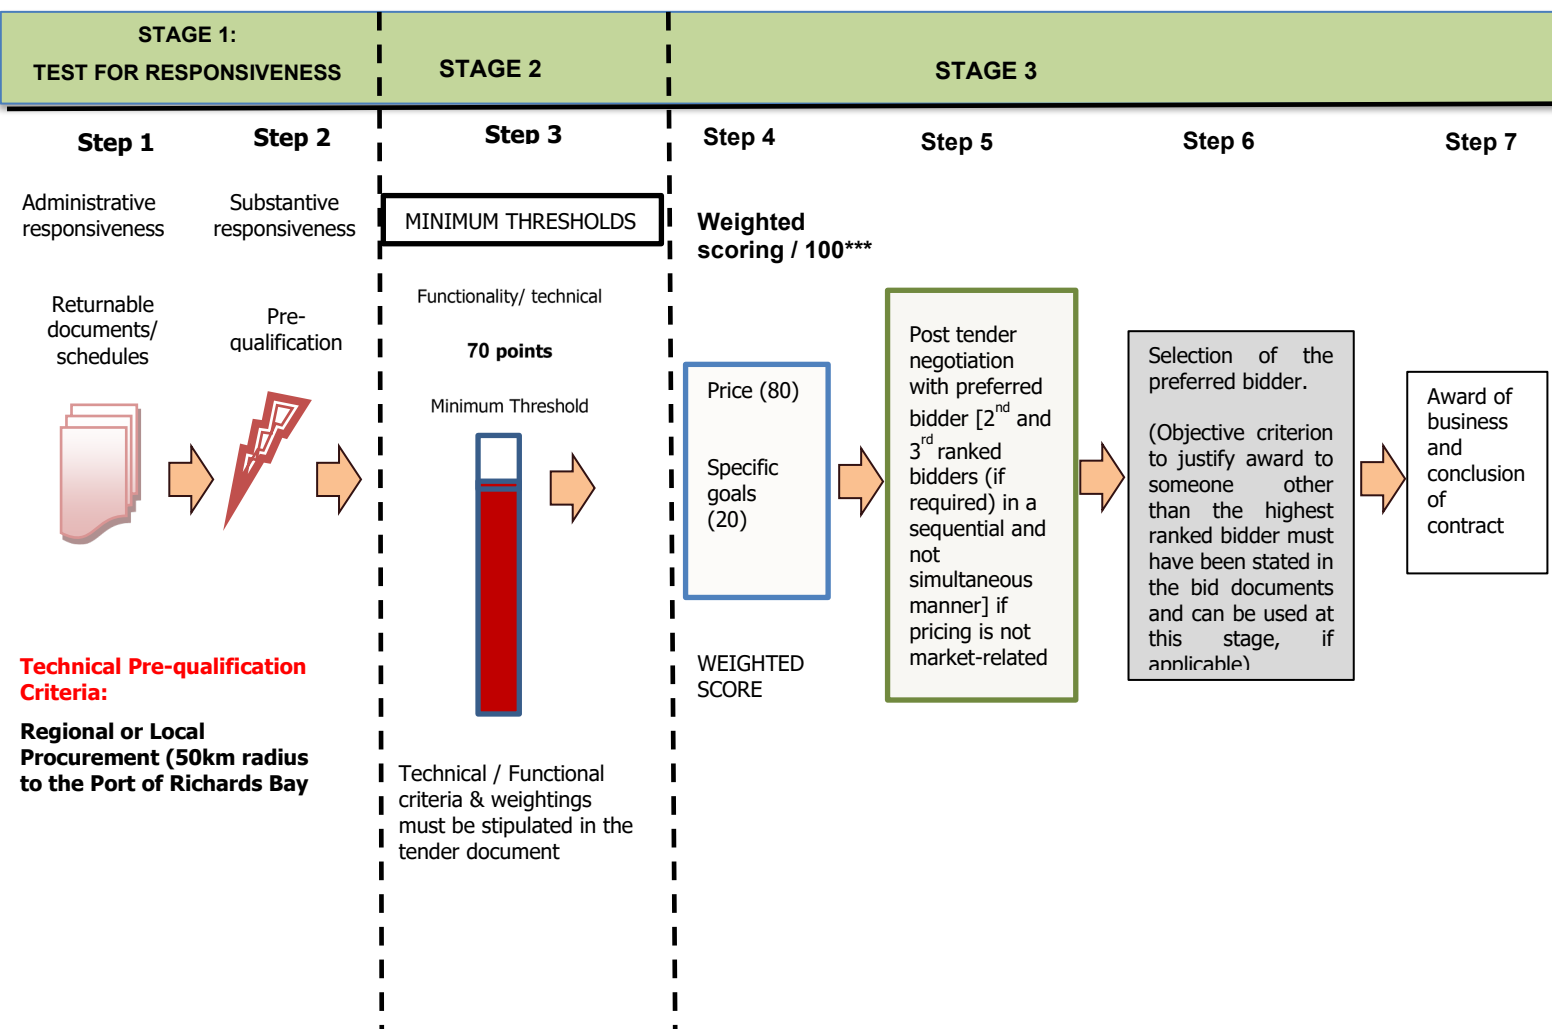 STAGE 1:
TEST FOR RESPONSIVENESS
STAGE 2
STAGE 3
Step 1
Step 2
Step 3
Step 4
Step 5
Step 6
Step 7
Administrative
responsiveness
Substantive
responsiveness
MINIMUM THRESHOLDS
Weighted
scoring / 100***
Returnable
documents/
schedules
Pre-
qualification
Functionality/ technical
70 points
Minimum Threshold
Price (80)
Specific
goals
(20)
WEIGHTED
SCORE
Post tender
negotiation
with preferred
bidder [2nd and
3rd ranked
bidders (if
required) in a
sequential and
not
simultaneous
manner] if
pricing is not
market-related
Selection of the
preferred bidder.
(Objective criterion
to justify award to
someone other
than the highest
ranked bidder must
have been stated in
the bid documents
and can be used at
this stage, if
applicable)
Award of
business
and
conclusion
of
contract
Technical Pre-qualification
Criteria:
Regional or Local
Procurement (50km radius
to the Port of Richards Bay
Technical / Functional
criteria & weightings
must be stipulated in the
tender document